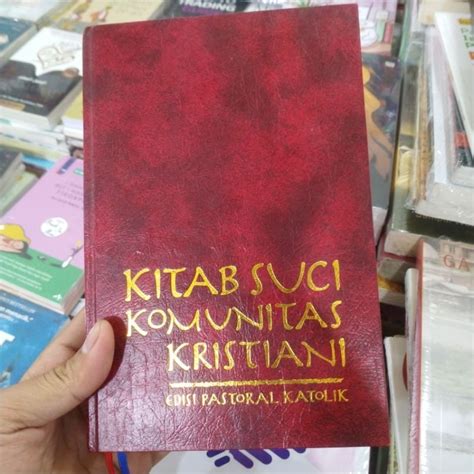 KITAB SUCI
KOMUNITAS
KRISTIANI
EDISI PASTORAL KATOLIK